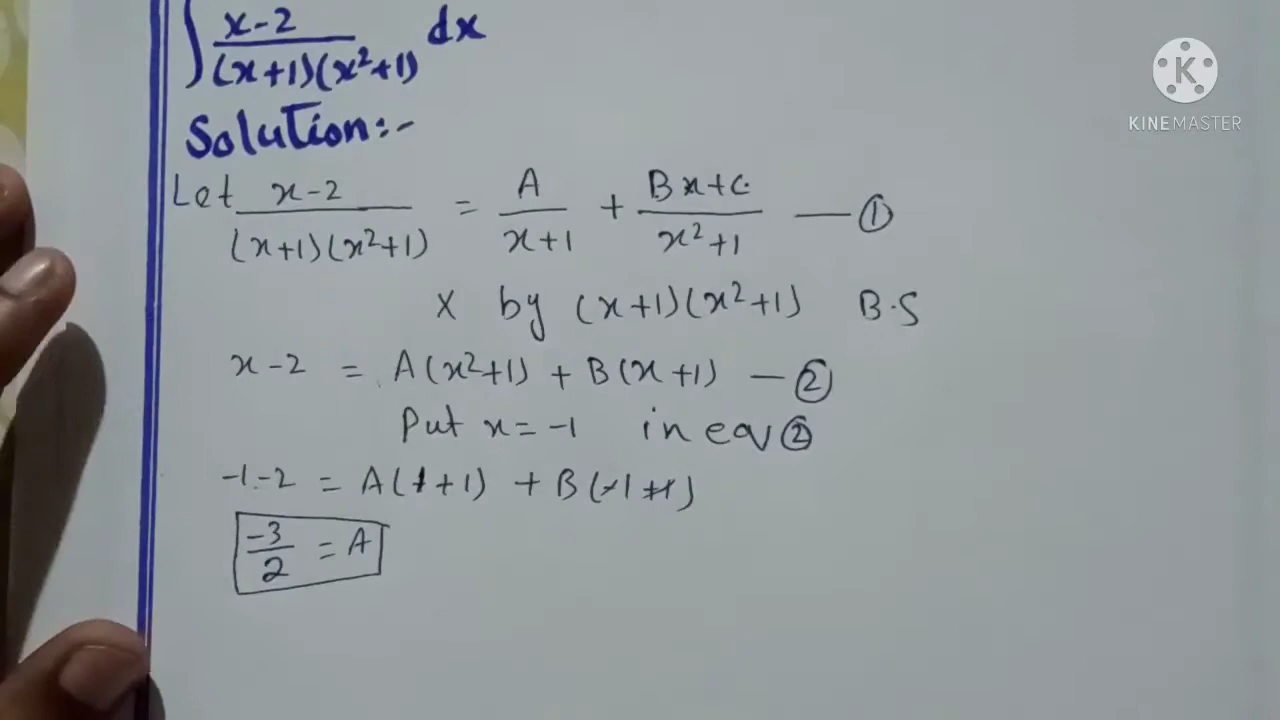 ∫ x-2 / (x+1)(x²+1) dx
KINEMASTER
Solution:-
Let x-2 / (x+1)(x²+1) = A / x+1 + Bx+C / x²+1 — ①
× by (x+1)(x²+1) B.S
x-2 = A(x²+1) + B(x+1) — ②
Put x = -1 in eq ②
-1-2 = A(1+1) + B(-1+1)
-3/2 = A